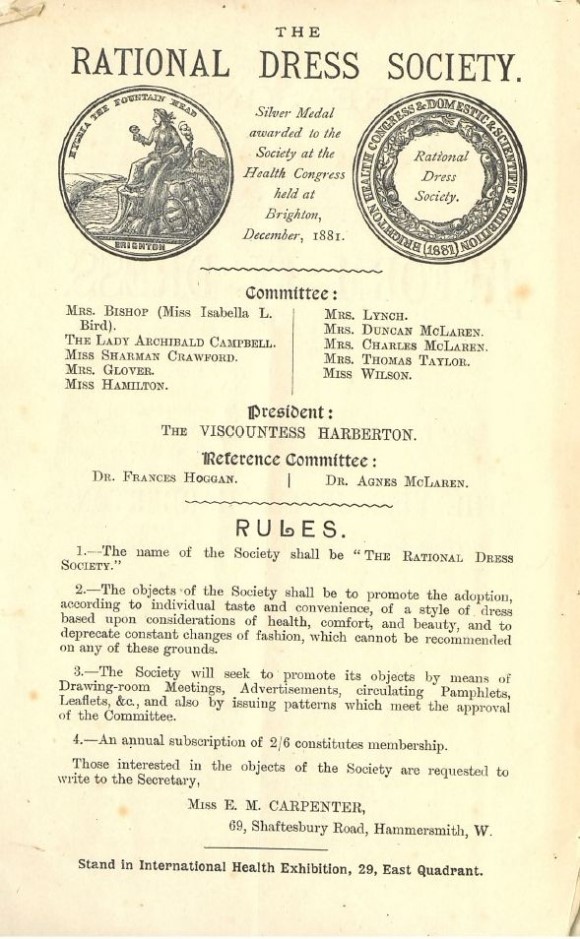 THE
RATIONAL DRESS SOCIETY.
HYGEIA THE FOUNTAIN HEAD
BRIGHTON
Silver Medal
awarded to the
Society at the
Health Congress
held at
Brighton,
December, 1881.
BRIGHTON HEALTH CONGRESS & DOMESTIC & SCIENTIFIC EXHIBITION
(1881)
Rational
Dress
Society.
Committee:
MRS. BISHOP (Miss Isabella L.
Bird).
THE LADY ARCHIBALD CAMPBELL.
MISS SHARMAN CRAWFORD.
MRS. GLOVER.
MISS HAMILTON.
MRS. LYNCH.
MRS. DUNCAN MCLAREN.
MRS. CHARLES MCLAREN.
MRS. THOMAS TAYLOR.
MISS WILSON.
President:
THE VISCOUNTESS HARBERTON.
Reference Committee:
DR. FRANCES HOGGAN. | DR. AGNES MCLAREN.
RULES.
1.—The name of the Society shall be "THE RATIONAL DRESS
SOCIETY."
2.—The objects of the Society shall be to promote the adoption,
according to individual taste and convenience, of a style of dress
based upon considerations of health, comfort, and beauty, and to
deprecate constant changes of fashion, which cannot be recommended
on any of these grounds.
3.—The Society will seek to promote its objects by means of
Drawing-room Meetings, Advertisements, circulating Pamphlets,
Leaflets, &c., and also by issuing patterns which meet the approval
of the Committee.
4.—An annual subscription of 2/6 constitutes membership.
Those interested in the objects of the Society are requested to
write to the Secretary,
MISS E. M. CARPENTER,
69, Shaftesbury Road, Hammersmith, W.
Stand in International Health Exhibition, 29, East Quadrant.